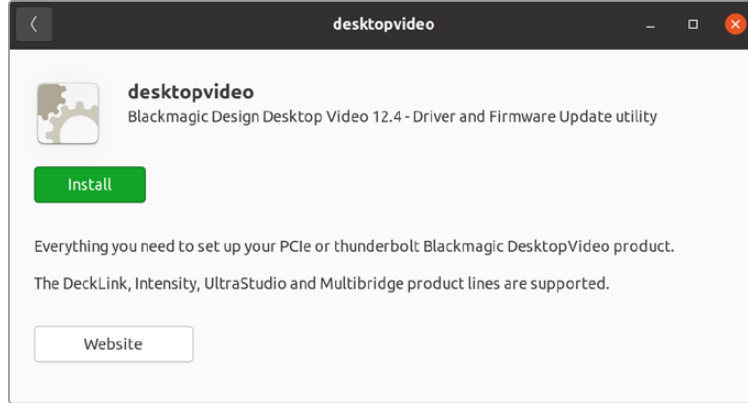 desktopvideo
desktopvideo
Blackmagic Design Desktop Video 12.4 - Driver and Firmware Update utility
Install
Everything you need to set up your PCIe or thunderbolt Blackmagic DesktopVideo product.
The DeckLink, Intensity, UltraStudio and Multibridge product lines are supported.
Website